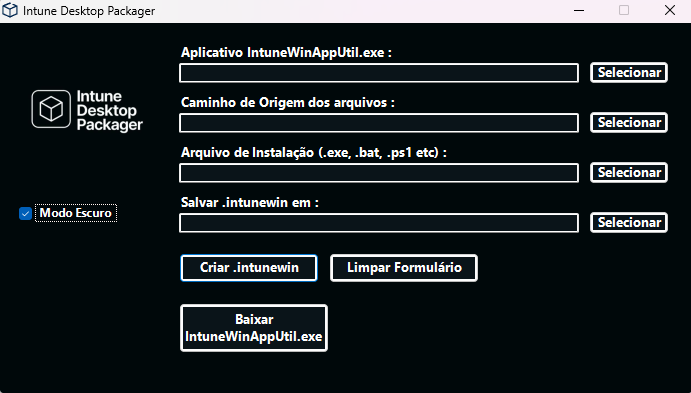 Intune Desktop Packager
Aplicativo IntuneWinAppUtil.exe :
Selecionar
Intune
Desktop
Packager
Caminho de Origem dos arquivos :
Selecionar
Arquivo de Instalação (.exe, .bat, .ps1 etc) :
Selecionar
Modo Escuro
Salvar .intunewin em :
Selecionar
Criar .intunewin
Limpar Formulário
Baixar
IntuneWinAppUtil.exe